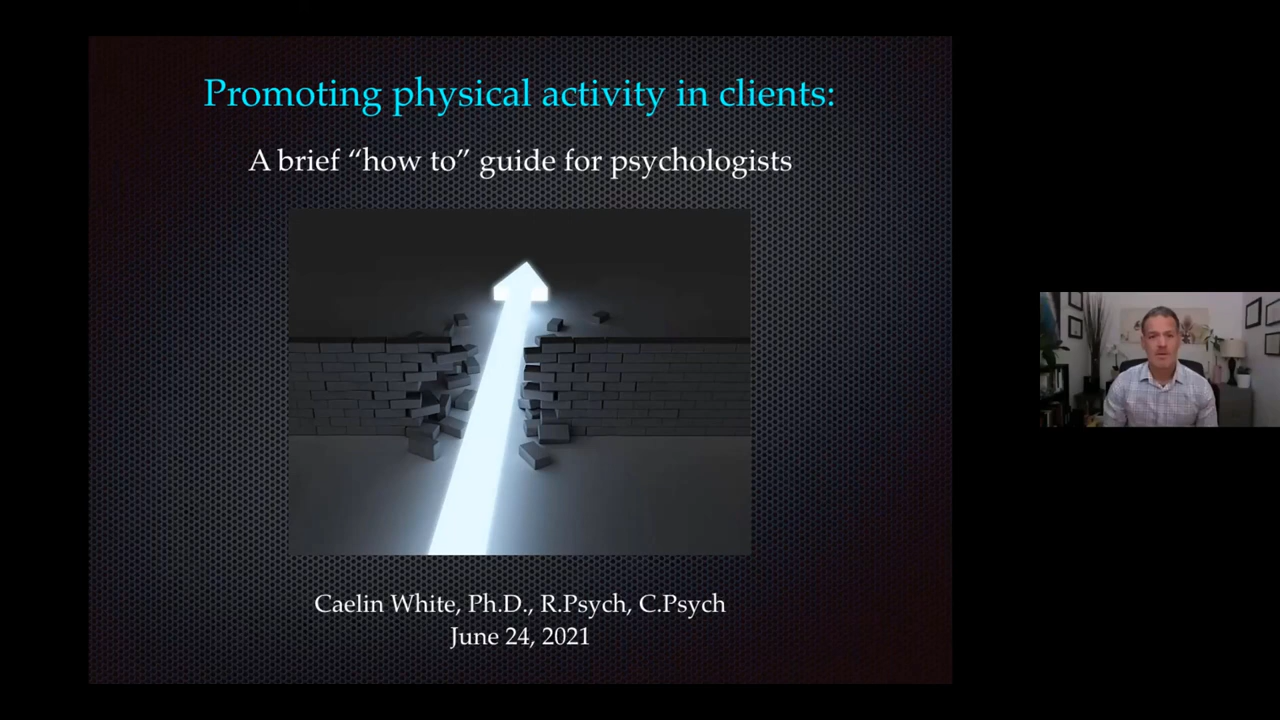 Promoting physical activity in clients:
A brief “how to” guide for psychologists
Caelin White, Ph.D., R.Psych, C.Psych
June 24, 2021